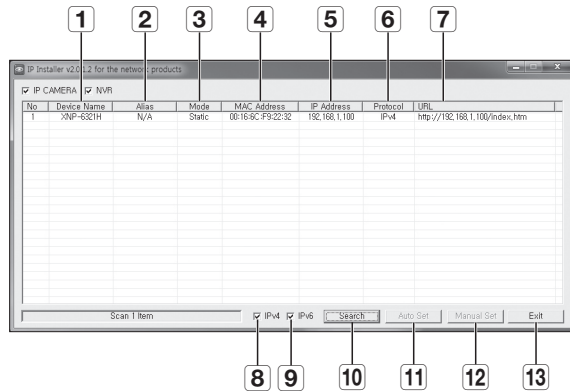 1 2 3 4 5 6 7
IP Installer v2.0.1.2 for the network products
IP CAMERA NVR
No Device Name Alias Mode MAC Address IP Address Protocol URL
1 XNP-6321H N/A Static 00:16:6C:F9:22:32 192,168,1,100 IPv4 http://192,168,1,100/index,htm
Scan 1 Item IPv4 IPv6 Search Auto Set Manual Set Exit
8 9 10 11 12 13